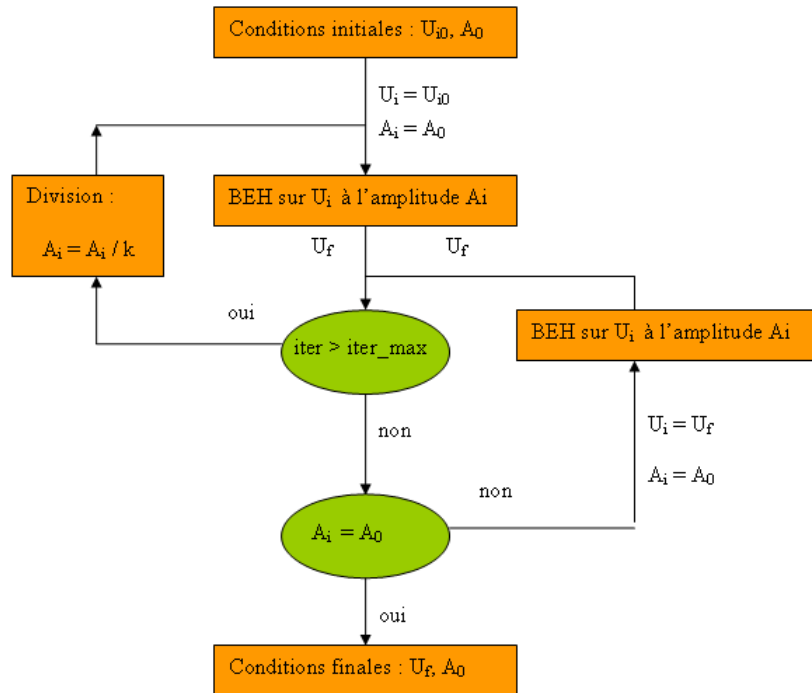 Conditions initiales : Ui0, A0
Ui = Ui0
Ai = A0
Division :
Ai = Ai / k
BEH sur Ui à l'amplitude Ai
Uf
Uf
oui
iter > iter_max
BEH sur Ui à l'amplitude Ai
non
Ui = Uf
Ai = A0
non
Ai = A0
oui
Conditions finales : Uf, A0